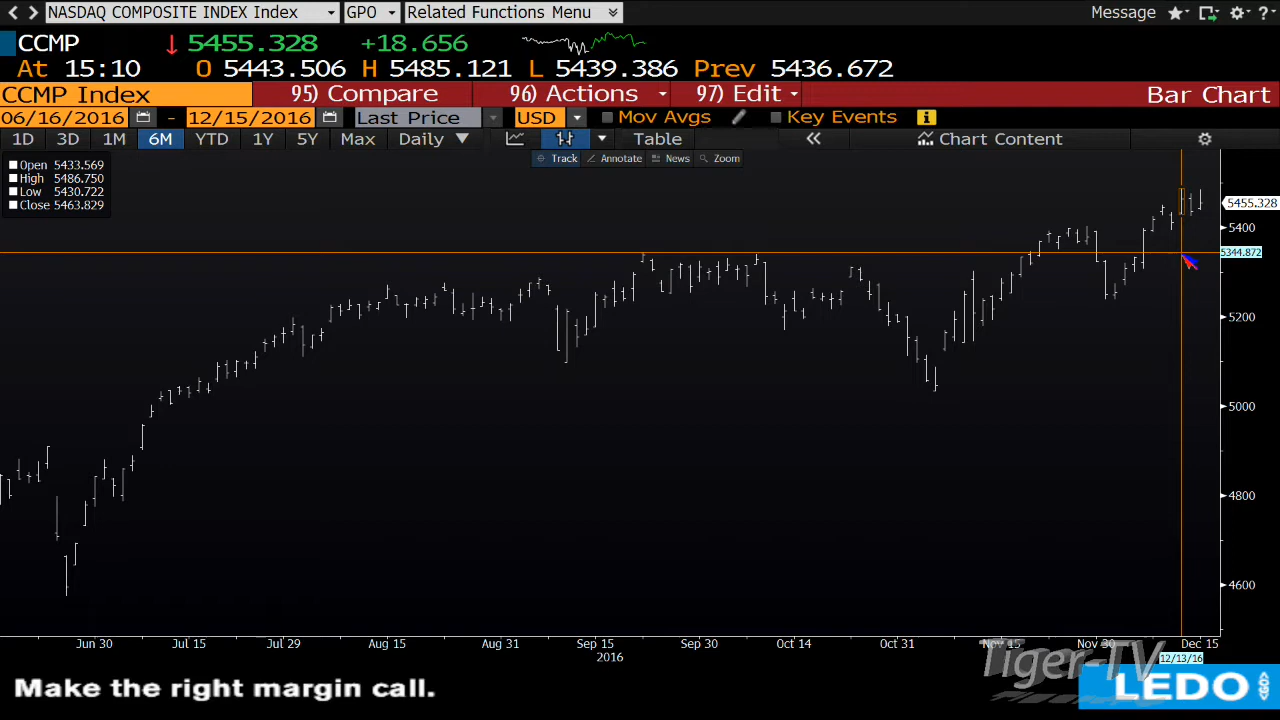 NASDAQ COMPOSITE INDEX Index GPO Related Functions Menu Message ?
CCMP 5455.328 +18.656
At 15:10 O 5443.506 H 5485.121 L 5439.386 Prev 5436.672
CCMP Index 95) Compare 96) Actions 97) Edit Bar Chart
06/16/2016 - 12/15/2016 Last Price USD Mov Avgs Key Events i
1D 3D 1M 6M YTD 1Y 5Y Max Daily Table « Chart Content
Track Annotate News Zoom
Open 5433.569
High 5486.750
Low 5430.722
Close 5463.829
5455.328
5400
5344.872
5200
5000
4800
4600
Jun 30 Jul 15 Jul 29 Aug 15 Aug 31 Sep 15 Sep 30 Oct 14 Oct 31 Nov 15 Nov 30 Dec 15
2016 12/13/16
Tiger-TV
Make the right margin call. LEDO